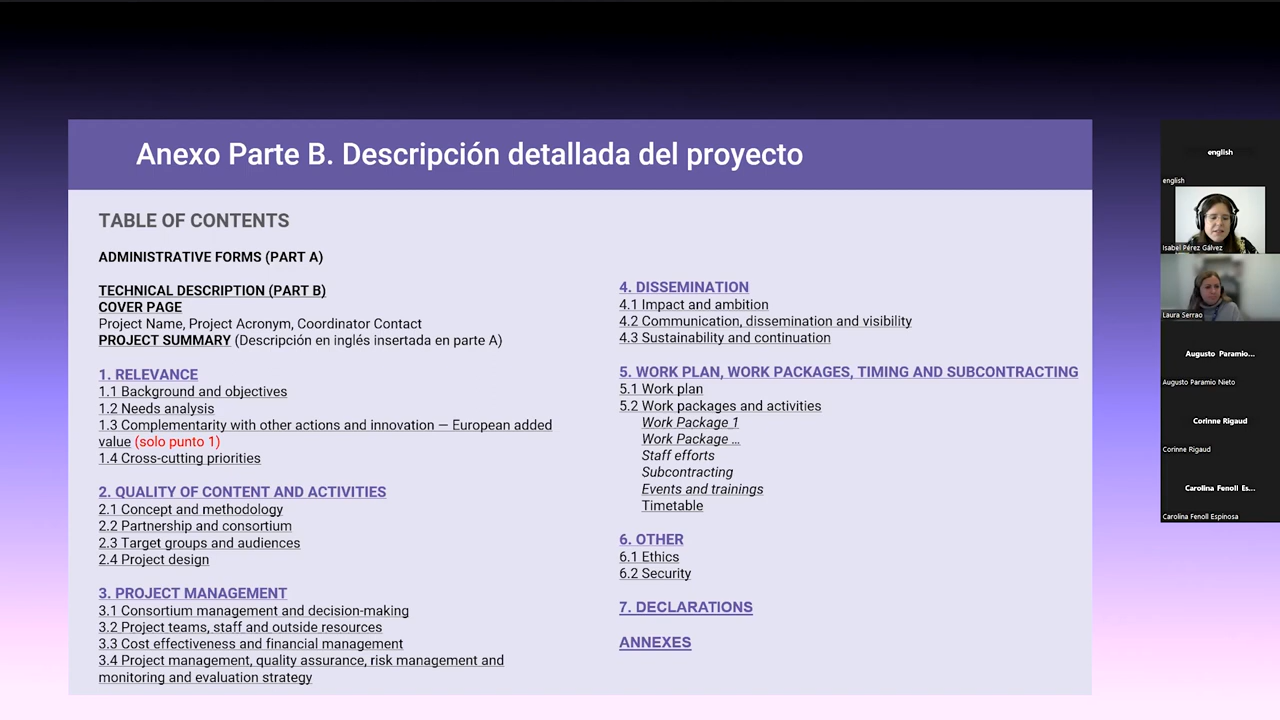 Anexo Parte B. Descripción detallada del proyecto
TABLE OF CONTENTS
ADMINISTRATIVE FORMS (PART A)
TECHNICAL DESCRIPTION (PART B)
COVER PAGE
Project Name, Project Acronym, Coordinator Contact
PROJECT SUMMARY (Descripción en inglés insertada en parte A)
1. RELEVANCE
1.1 Background and objectives
1.2 Needs analysis
1.3 Complementarity with other actions and innovation — European added
value (solo punto 1)
1.4 Cross-cutting priorities
2. QUALITY OF CONTENT AND ACTIVITIES
2.1 Concept and methodology
2.2 Partnership and consortium
2.3 Target groups and audiences
2.4 Project design
3. PROJECT MANAGEMENT
3.1 Consortium management and decision-making
3.2 Project teams, staff and outside resources
3.3 Cost effectiveness and financial management
3.4 Project management, quality assurance, risk management and
monitoring and evaluation strategy
4. DISSEMINATION
4.1 Impact and ambition
4.2 Communication, dissemination and visibility
4.3 Sustainability and continuation
5. WORK PLAN, WORK PACKAGES, TIMING AND SUBCONTRACTING
5.1 Work plan
5.2 Work packages and activities
Work Package 1
Work Package …
Staff efforts
Subcontracting
Events and trainings
Timetable
6. OTHER
6.1 Ethics
6.2 Security
7. DECLARATIONS
ANNEXES
english
english
Isabel Pérez Gálvez
Laura Serrao
Augusto Paramio...
Augusto Paramio Nieto
Corinne Rigaud
Corinne Rigaud
Carolina Fenoll Es...
Carolina Fenoll Espinosa